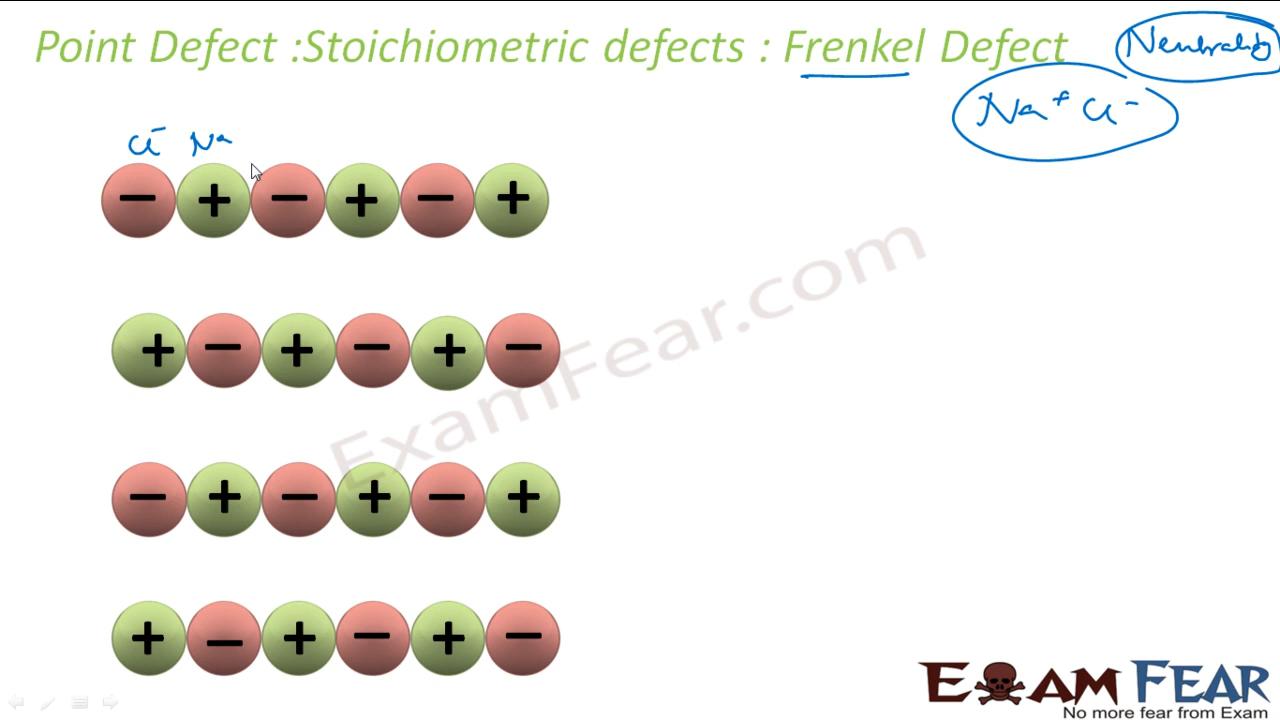 Point Defect :Stoichiometric defects : Frenkel Defect
Neutrality
Na⁺ Cl⁻
Cl⁻ Na
− + − + − +
+ − + − + −
− + − + − +
+ − + − + −
ExamFear.com
EXAM FEAR
No more fear from Exam